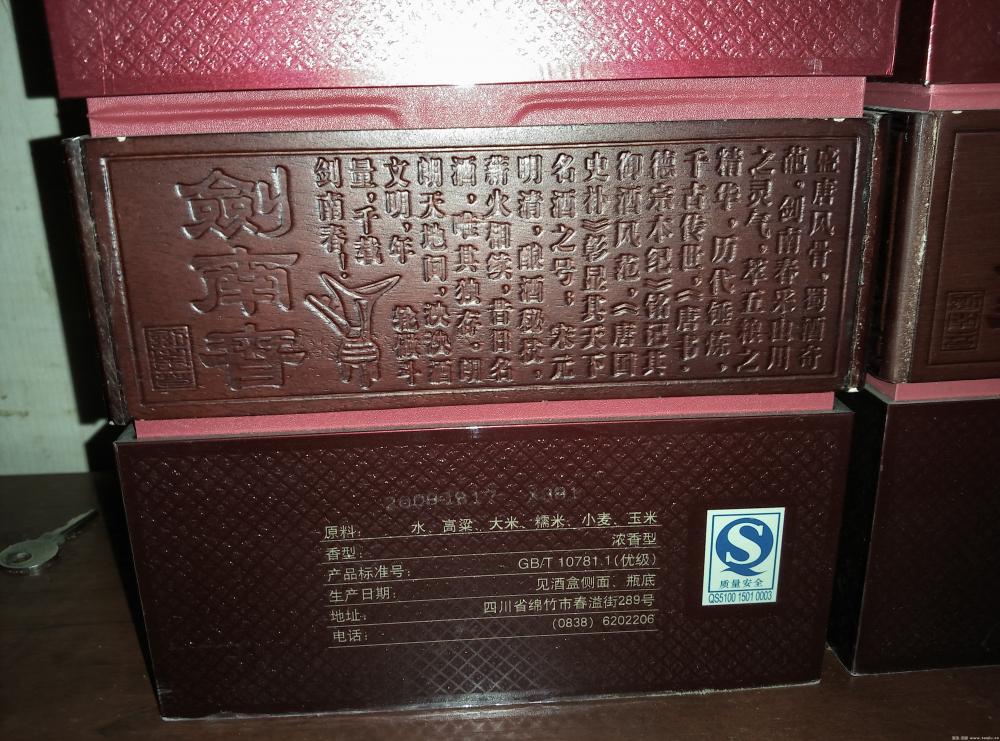 盛唐风骨，蜀酒奇
葩，剑南春采山川
之灵气，萃五粮之
精华，历代锤炼，
千古传世，《唐书·
德宗本纪》铭记其
御酒风范，《唐国
史补》彰显其天下
名酒之号；宋元
明清，酿酒秘技，
薪火相续，昔日名
酒，唯其独存。朗
朗天地间，泱泱酒
文明，年 轮 斗
量，千载
剑南春！
劍南春
原料： 水、高粱、大米、糯米、小麦、玉米
香型： 浓香型
产品标准号： GB/T 10781.1(优级)
生产日期： 见酒盒侧面、瓶底
地址： 四川省绵竹市春溢街289号
电话： (0838) 6202206
质量安全
QS5100 1501 0003